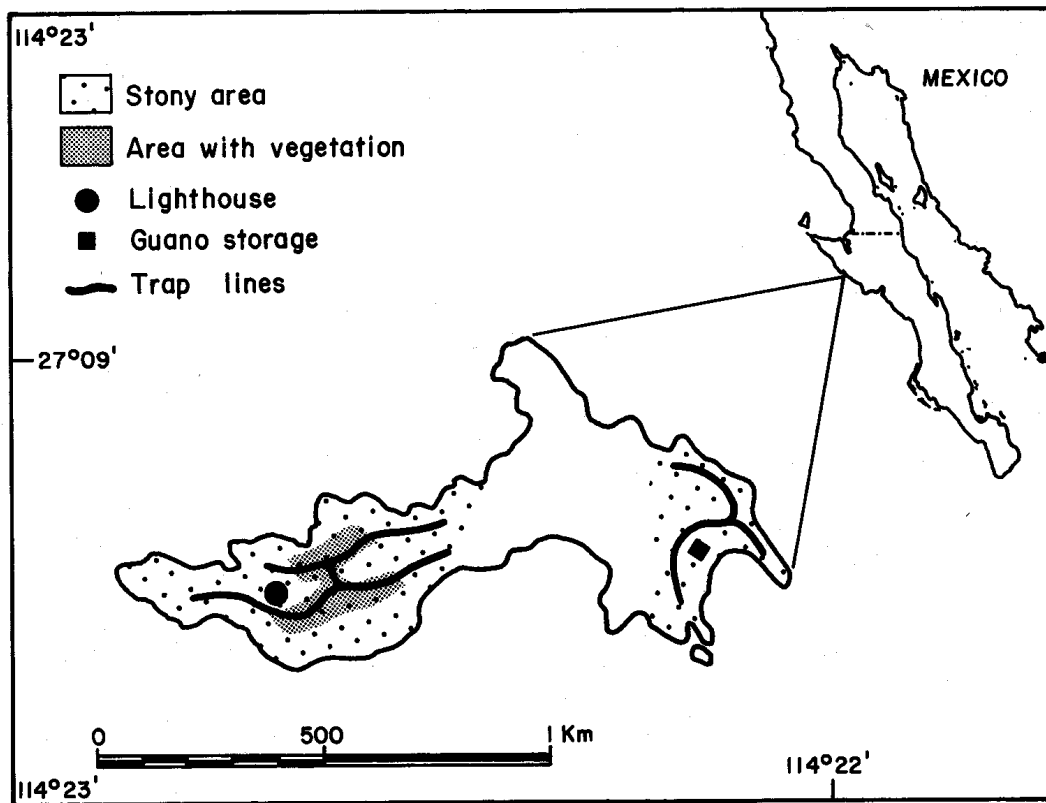 114°23'
MEXICO
Stony area
Area with vegetation
Lighthouse
Guano storage
Trap lines
27°09'
0 500 1 Km
114°22'
114°23'